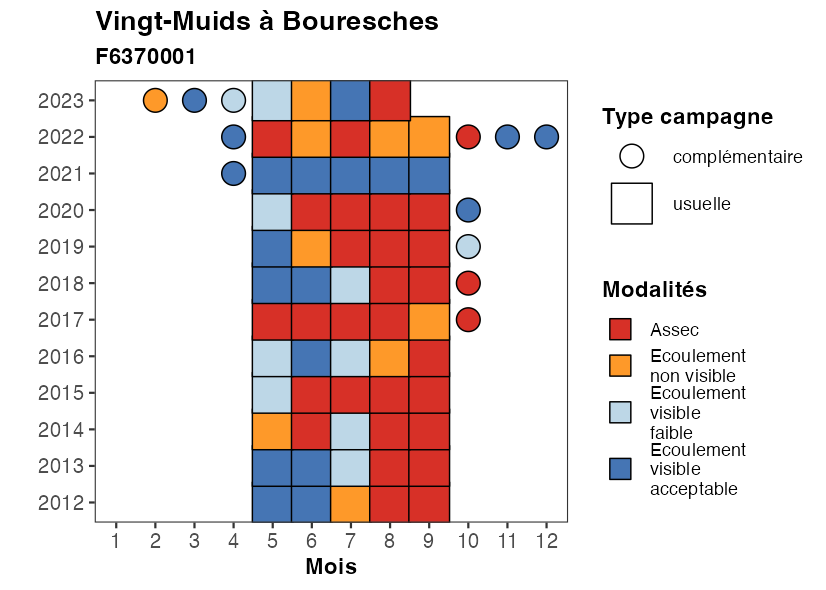 Vingt-Muids à Bouresches
F6370001
2023
2022
2021
2020
2019
2018
2017
2016
2015
2014
2013
2012
1 2 3 4 5 6 7 8 9 10 11 12
Mois
Type campagne
complémentaire
usuelle
Modalités
Assec
Ecoulement
non visible
Ecoulement
visible
faible
Ecoulement
visible
acceptable